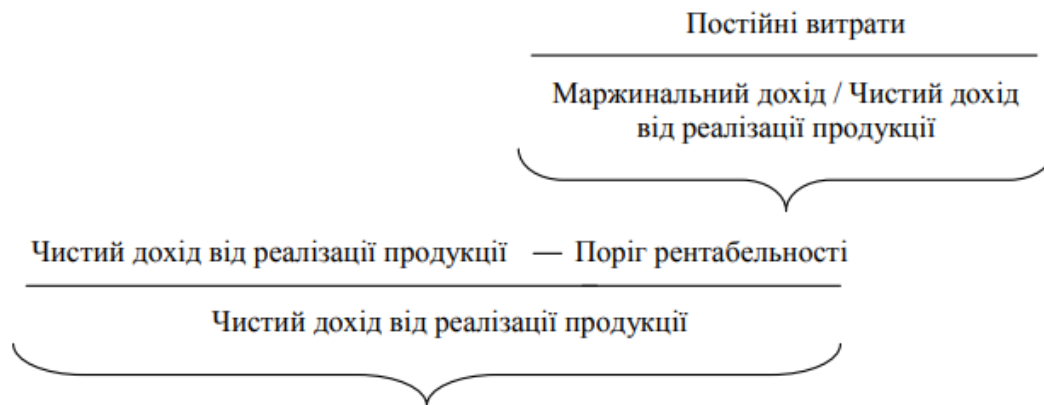 Постійні витрати
Маржинальний дохід / Чистий дохід
від реалізації продукції
Чистий дохід від реалізації продукції — Поріг рентабельності
Чистий дохід від реалізації продукції